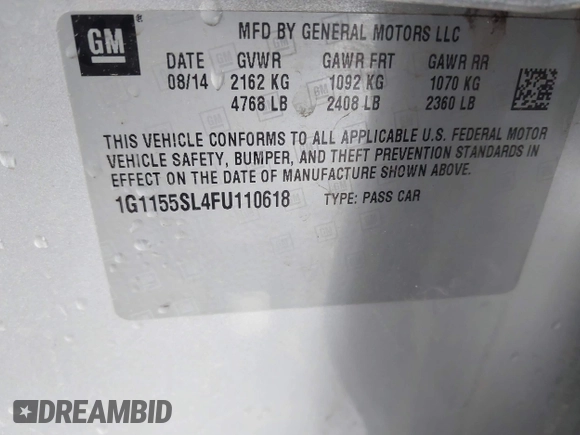 GM
®
MFD BY GENERAL MOTORS LLC
DATE GVWR GAWR FRT GAWR RR
08/14 2162 KG 1092 KG 1070 KG
4768 LB 2408 LB 2360 LB
THIS VEHICLE CONFORMS TO ALL APPLICABLE U.S. FEDERAL MOTOR
VEHICLE SAFETY, BUMPER, AND THEFT PREVENTION STANDARDS IN
EFFECT ON THE DATE OF MANUFACTURE SHOWN ABOVE.
1G1155SL4FU110618 TYPE: PASS CAR
DREAMBID